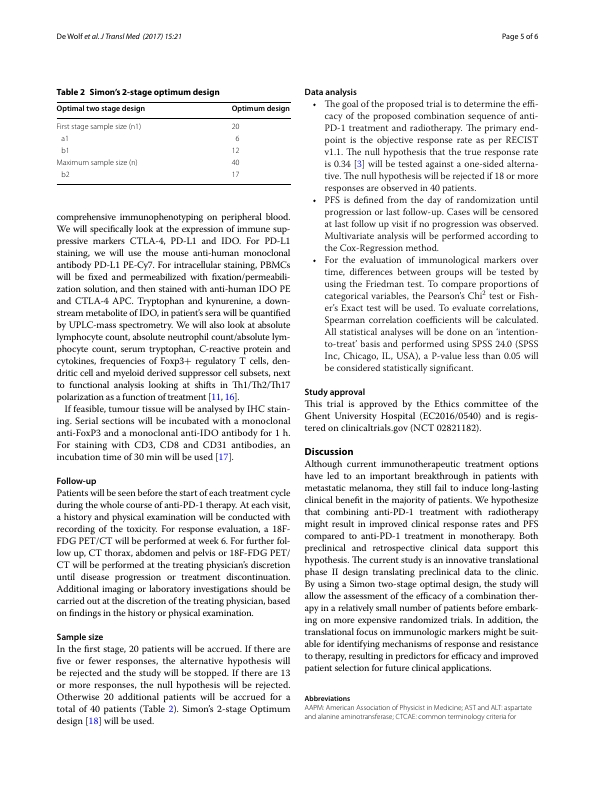 De Wolf et al. J Transl Med (2017) 15:21
Page 5 of 6
Table 2 Simon's 2-stage optimum design
Optimal two stage design Optimum design
First stage sample size (n1) 20
a1 6
b1 12
Maximum sample size (n) 40
b2 17
comprehensive immunophenotyping on peripheral blood.
We will specifically look at the expression of immune sup-
pressive markers CTLA-4, PD-L1 and IDO. For PD-L1
staining, we will use the mouse anti-human monoclonal
antibody PD-L1 PE-Cy7. For intracellular staining, PBMCs
will be fixed and permeabilized with fixation/permeabili-
zation solution, and then stained with anti-human IDO PE
and CTLA-4 APC. Tryptophan and kynurenine, a down-
stream metabolite of IDO, in patient's sera will be quantified
by UPLC-mass spectrometry. We will also look at absolute
lymphocyte count, absolute neutrophil count/absolute lym-
phocyte count, serum tryptophan, C-reactive protein and
cytokines, frequencies of Foxp3+ regulatory T cells, den-
dritic cell and myeloid derived suppressor cell subsets, next
to functional analysis looking at shifts in Th1/Th2/Th17
polarization as a function of treatment [11, 16].
If feasible, tumour tissue will be analysed by IHC stain-
ing. Serial sections will be incubated with a monoclonal
anti-FoxP3 and a monoclonal anti-IDO antibody for 1 h.
For staining with CD3, CD8 and CD31 antibodies, an
incubation time of 30 min will be used [17].
Follow-up
Patients will be seen before the start of each treatment cycle
during the whole course of anti-PD-1 therapy. At each visit,
a history and physical examination will be conducted with
recording of the toxicity. For response evaluation, a 18F-
FDG PET/CT will be performed at week 6. For further fol-
low up, CT thorax, abdomen and pelvis or 18F-FDG PET/
CT will be performed at the treating physician's discretion
until disease progression or treatment discontinuation.
Additional imaging or laboratory investigations should be
carried out at the discretion of the treating physician, based
on findings in the history or physical examination.
Sample size
In the first stage, 20 patients will be accrued. If there are
five or fewer responses, the alternative hypothesis will
be rejected and the study will be stopped. If there are 13
or more responses, the null hypothesis will be rejected.
Otherwise 20 additional patients will be accrued for a
total of 40 patients (Table 2). Simon's 2-stage Optimum
design [18] will be used.
Data analysis
• The goal of the proposed trial is to determine the effi-
cacy of the proposed combination sequence of anti-
PD-1 treatment and radiotherapy. The primary end-
point is the objective response rate as per RECIST
v1.1. The null hypothesis that the true response rate
is 0.34 [3] will be tested against a one-sided alterna-
tive. The null hypothesis will be rejected if 18 or more
responses are observed in 40 patients.
• PFS is defined from the day of randomization until
progression or last follow-up. Cases will be censored
at last follow up visit if no progression was observed.
Multivariate analysis will be performed according to
the Cox-Regression method.
• For the evaluation of immunological markers over
time, differences between groups will be tested by
using the Friedman test. To compare proportions of
categorical variables, the Pearson's Chi² test or Fish-
er's Exact test will be used. To evaluate correlations,
Spearman correlation coefficients will be calculated.
All statistical analyses will be done on an 'intention-
to-treat' basis and performed using SPSS 24.0 (SPSS
Inc, Chicago, IL, USA), a P-value less than 0.05 will
be considered statistically significant.
Study approval
This trial is approved by the Ethics committee of the
Ghent University Hospital (EC2016/0540) and is regis-
tered on clinicaltrials.gov (NCT 02821182).
Discussion
Although current immunotherapeutic treatment options
have led to an important breakthrough in patients with
metastatic melanoma, they still fail to induce long-lasting
clinical benefit in the majority of patients. We hypothesize
that combining anti-PD-1 treatment with radiotherapy
might result in improved clinical response rates and PFS
compared to anti-PD-1 treatment in monotherapy. Both
preclinical and retrospective clinical data support this
hypothesis. The current study is an innovative translational
phase II design translating preclinical data to the clinic.
By using a Simon two-stage optimal design, the study will
allow the assessment of the efficacy of a combination ther-
apy in a relatively small number of patients before embark-
ing on more expensive randomized trials. In addition, the
translational focus on immunologic markers might be suit-
able for identifying mechanisms of response and resistance
to therapy, resulting in predictors for efficacy and improved
patient selection for future clinical applications.
Abbreviations
AAPM: American Association of Physicist in Medicine; AST and ALT: aspartate
and alanine aminotransferase; CTCAE: common terminology criteria for